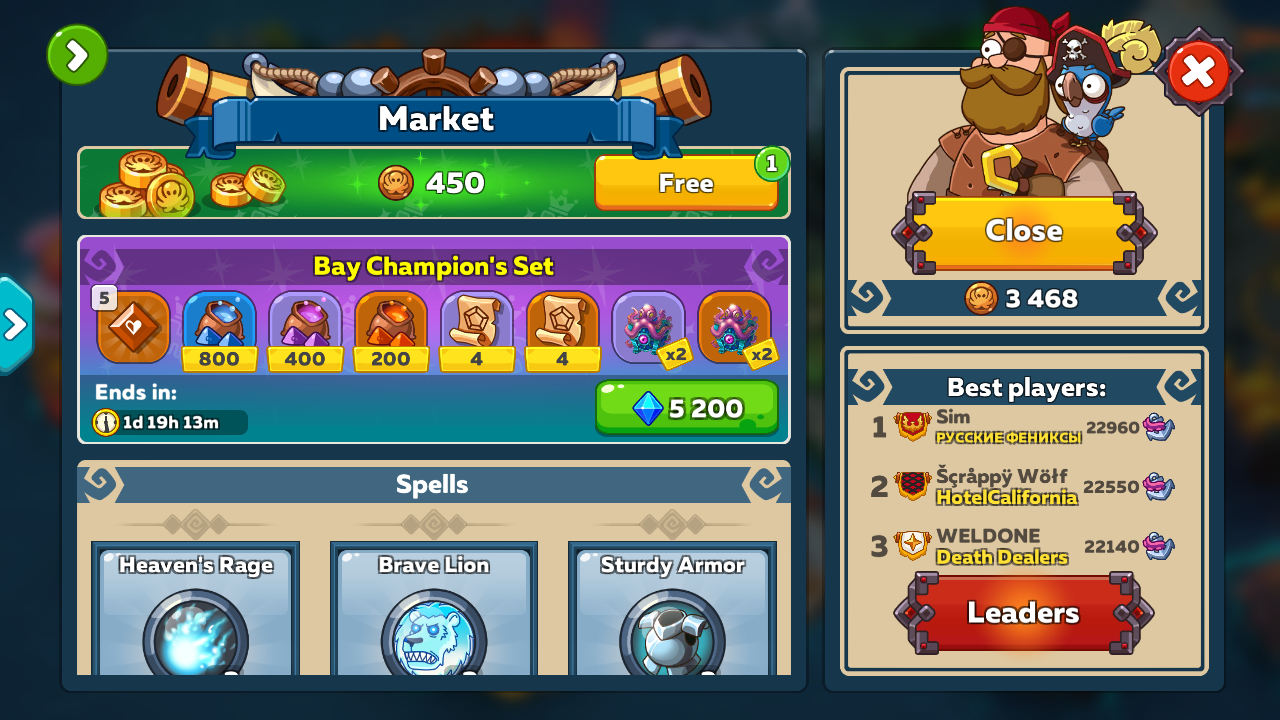 Market
450
Free
1
Bay Champion's Set
5
800
400
200
4
4
x2
x2
Ends in:
1d 19h 13m
5 200
Spells
Heaven's Rage
Brave Lion
Sturdy Armor
Close
3 468
Best players:
1
Sim
РУССКИЕ ФЕНИКСЫ
22960
2
Šçråppÿ Wöłf
HotelCalifornia
22550
3
WELDONE
Death Dealers
22140
Leaders